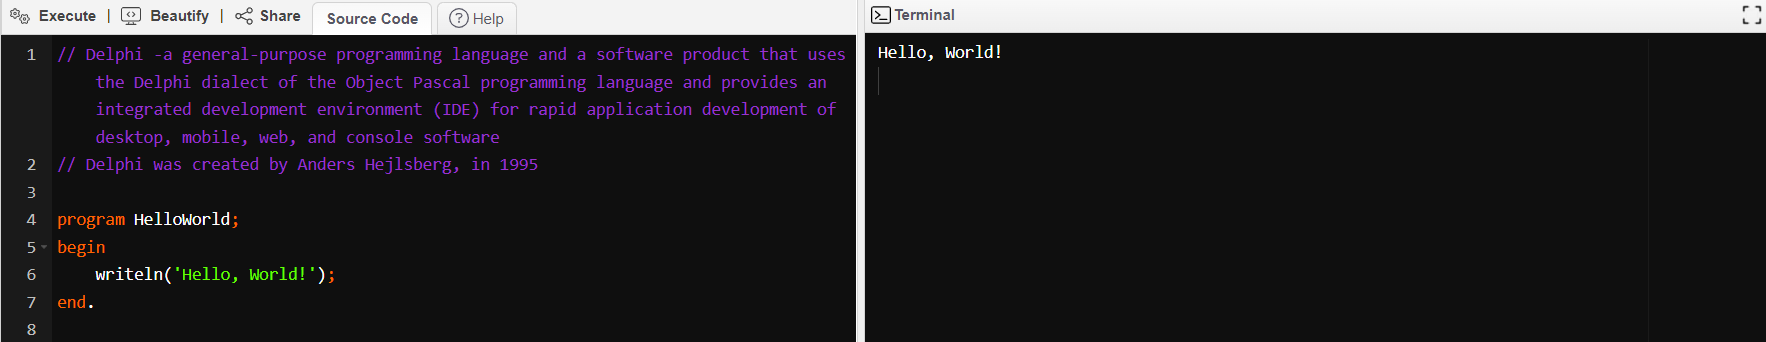 Execute | Beautify | Share Source Code Help
1 // Delphi -a general-purpose programming language and a software product that uses
the Delphi dialect of the Object Pascal programming language and provides an
integrated development environment (IDE) for rapid application development of
desktop, mobile, web, and console software
2 // Delphi was created by Anders Hejlsberg, in 1995
3
4 program HelloWorld;
5 begin
6 writeln('Hello, World!');
7 end.
8
Terminal
Hello, World!